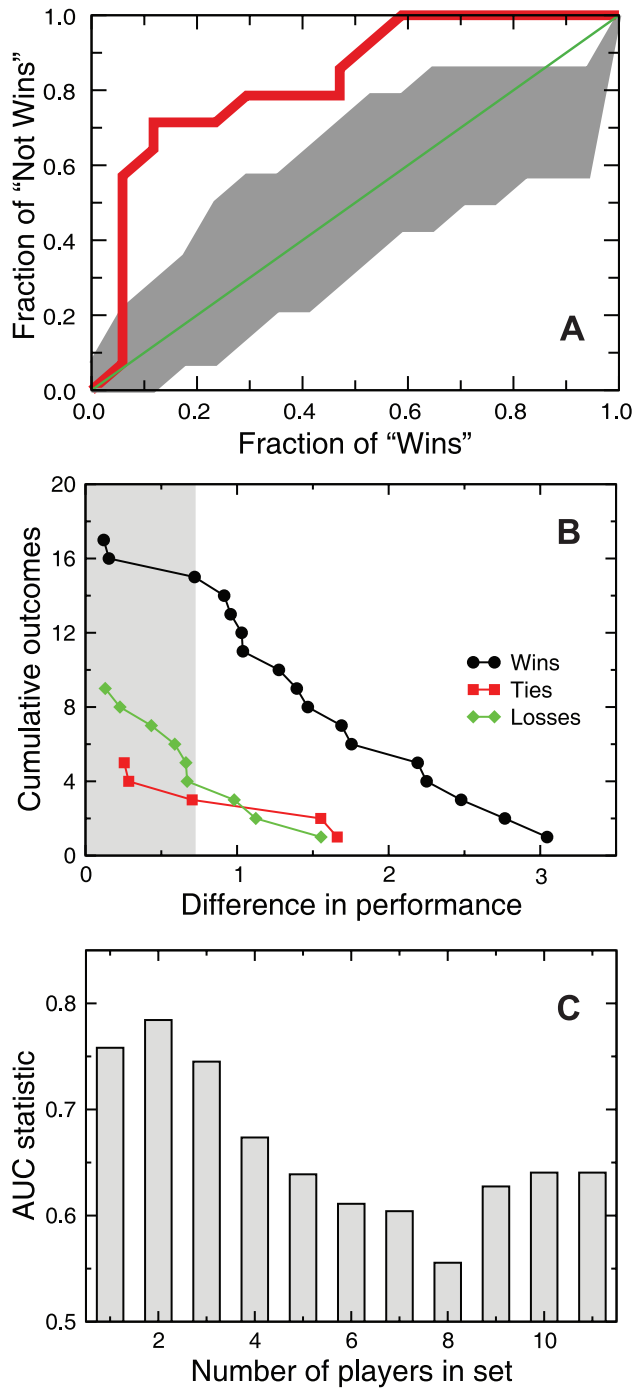 1.0
0.8
0.6
0.4
0.2
0.0
Fraction of “Not Wins”
A
0.0 0.2 0.4 0.6 0.8 1.0
Fraction of “Wins”
20
16
12
8
4
0
Cumulative outcomes
B
Wins
Ties
Losses
0 1 2 3
Difference in performance
0.8
0.7
0.6
0.5
AUC statistic
C
2 4 6 8 10
Number of players in set